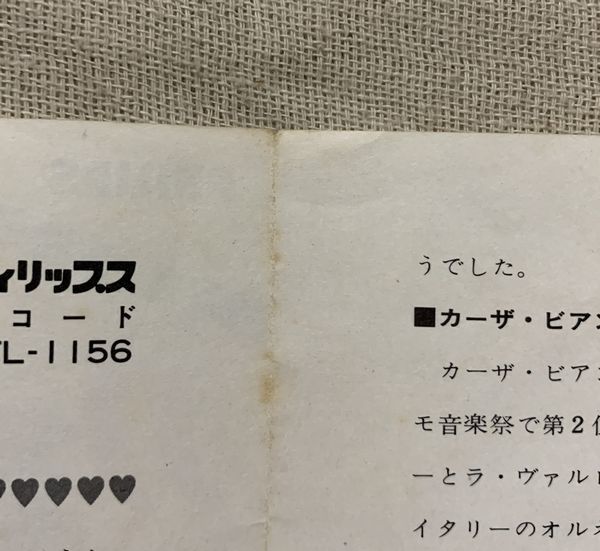 ィリップス
コード
L-1156
♥♥♥♥♥
うでした。
■カーザ・ビアン
カーザ・ビア
モ音楽祭で第2位
ーとラ・ヴァル
イタリーのオルネ